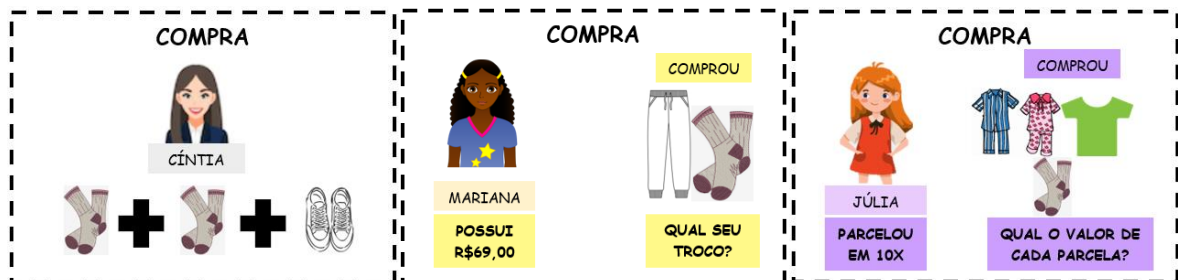 COMPRA
CÍNTIA
COMPRA
COMPROU
MARIANA
POSSUI
R$69,00
QUAL SEU
TROCO?
COMPRA
COMPROU
JÚLIA
PARCELOU
EM 10X
QUAL O VALOR DE
CADA PARCELA?